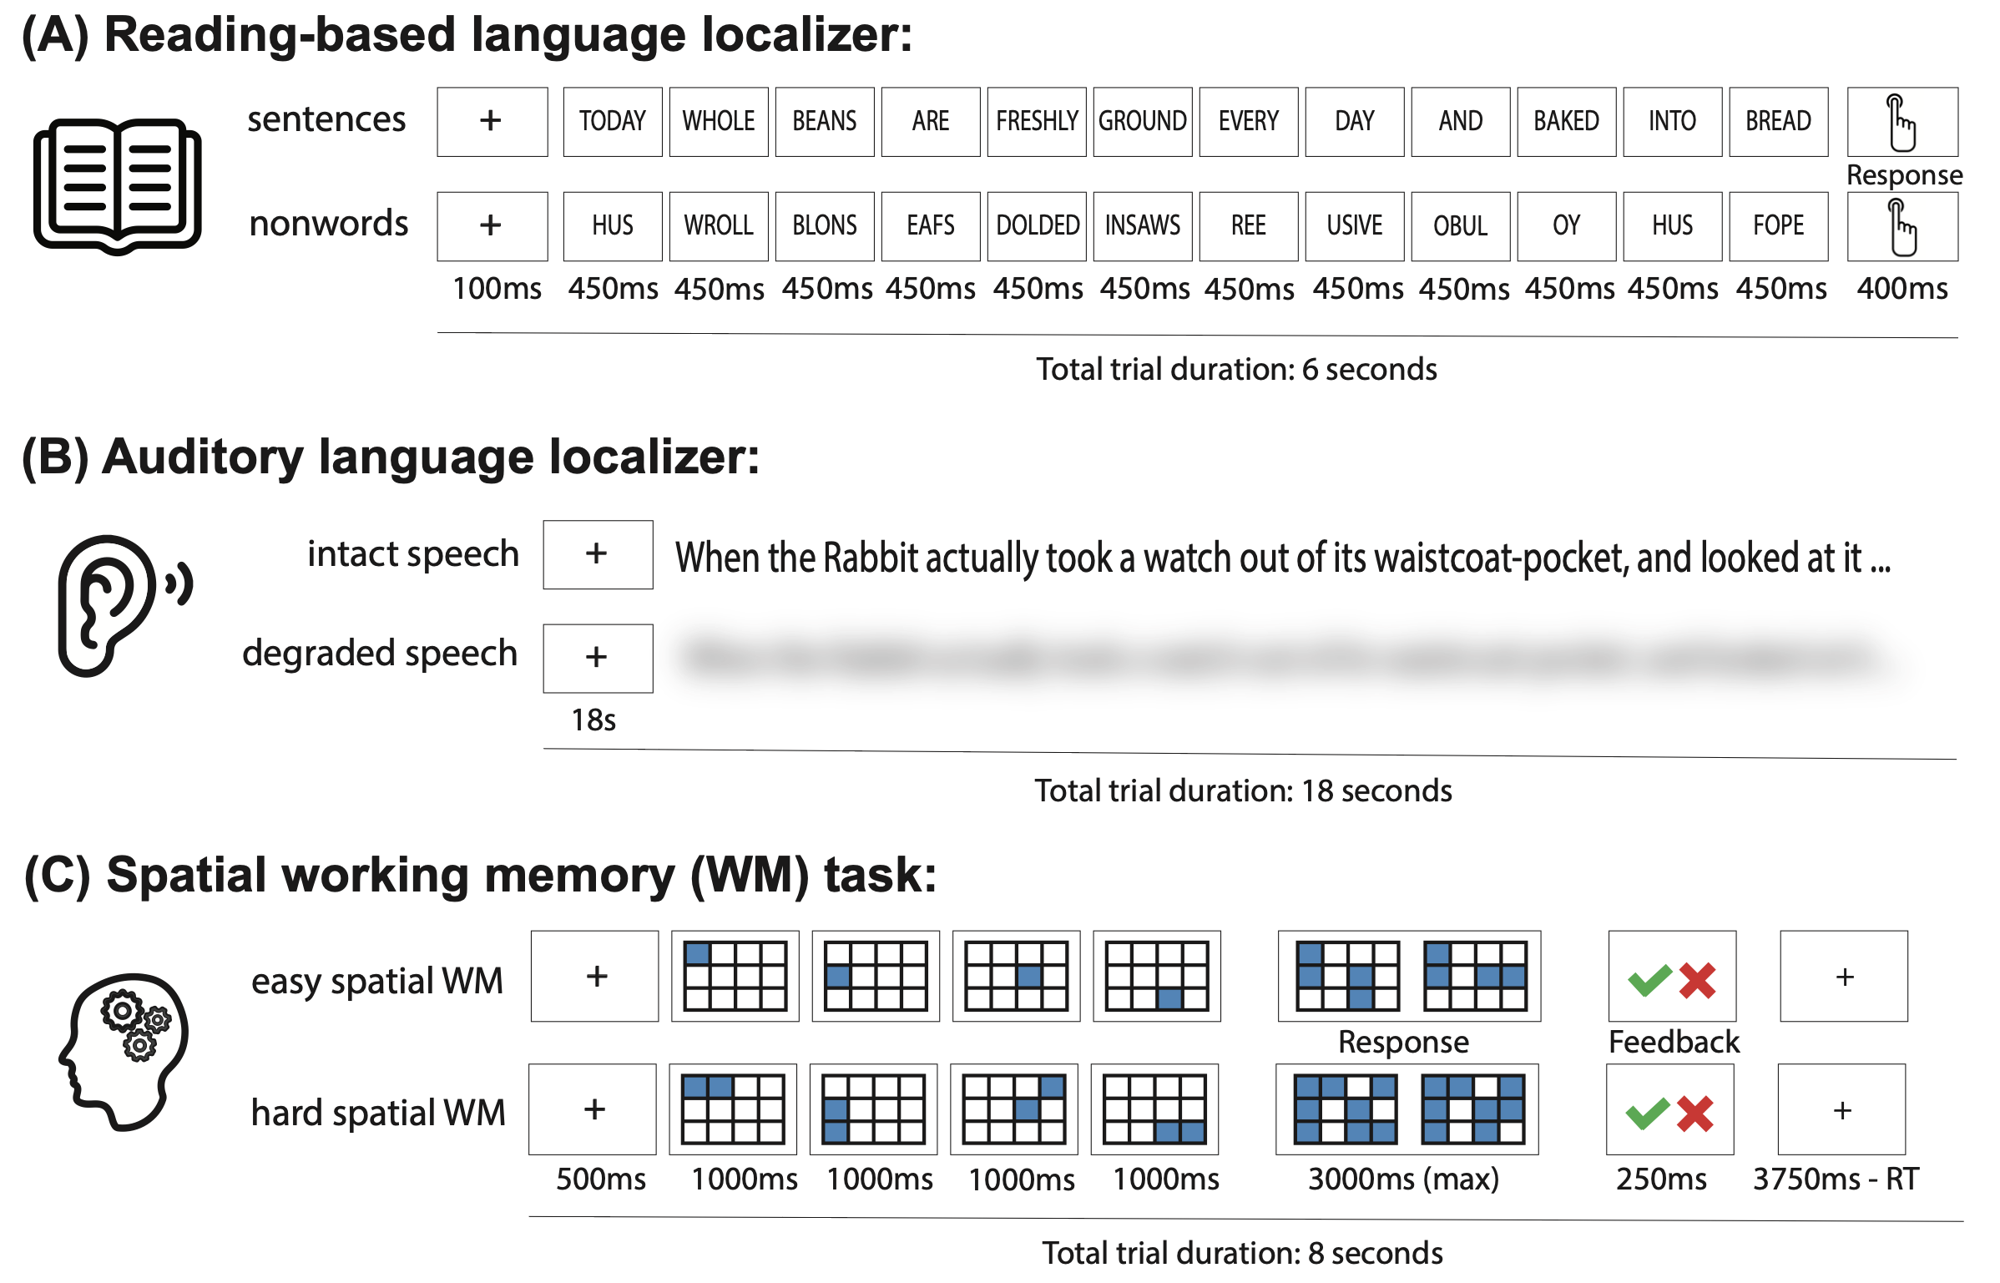 (A) Reading-based language localizer:
sentences + TODAY WHOLE BEANS ARE FRESHLY GROUND EVERY DAY AND BAKED INTO BREAD
Response
nonwords + HUS WROLL BLONS EAFS DOLDED INSAWS REE USIVE OBUL OY HUS FOPE
100ms 450ms 450ms 450ms 450ms 450ms 450ms 450ms 450ms 450ms 450ms 450ms 450ms 400ms
Total trial duration: 6 seconds
(B) Auditory language localizer:
intact speech + When the Rabbit actually took a watch out of its waistcoat-pocket, and looked at it ...
degraded speech +
18s
Total trial duration: 18 seconds
(C) Spatial working memory (WM) task:
easy spatial WM + +
Response Feedback
hard spatial WM + +
500ms 1000ms 1000ms 1000ms 1000ms 3000ms (max) 250ms 3750ms - RT
Total trial duration: 8 seconds